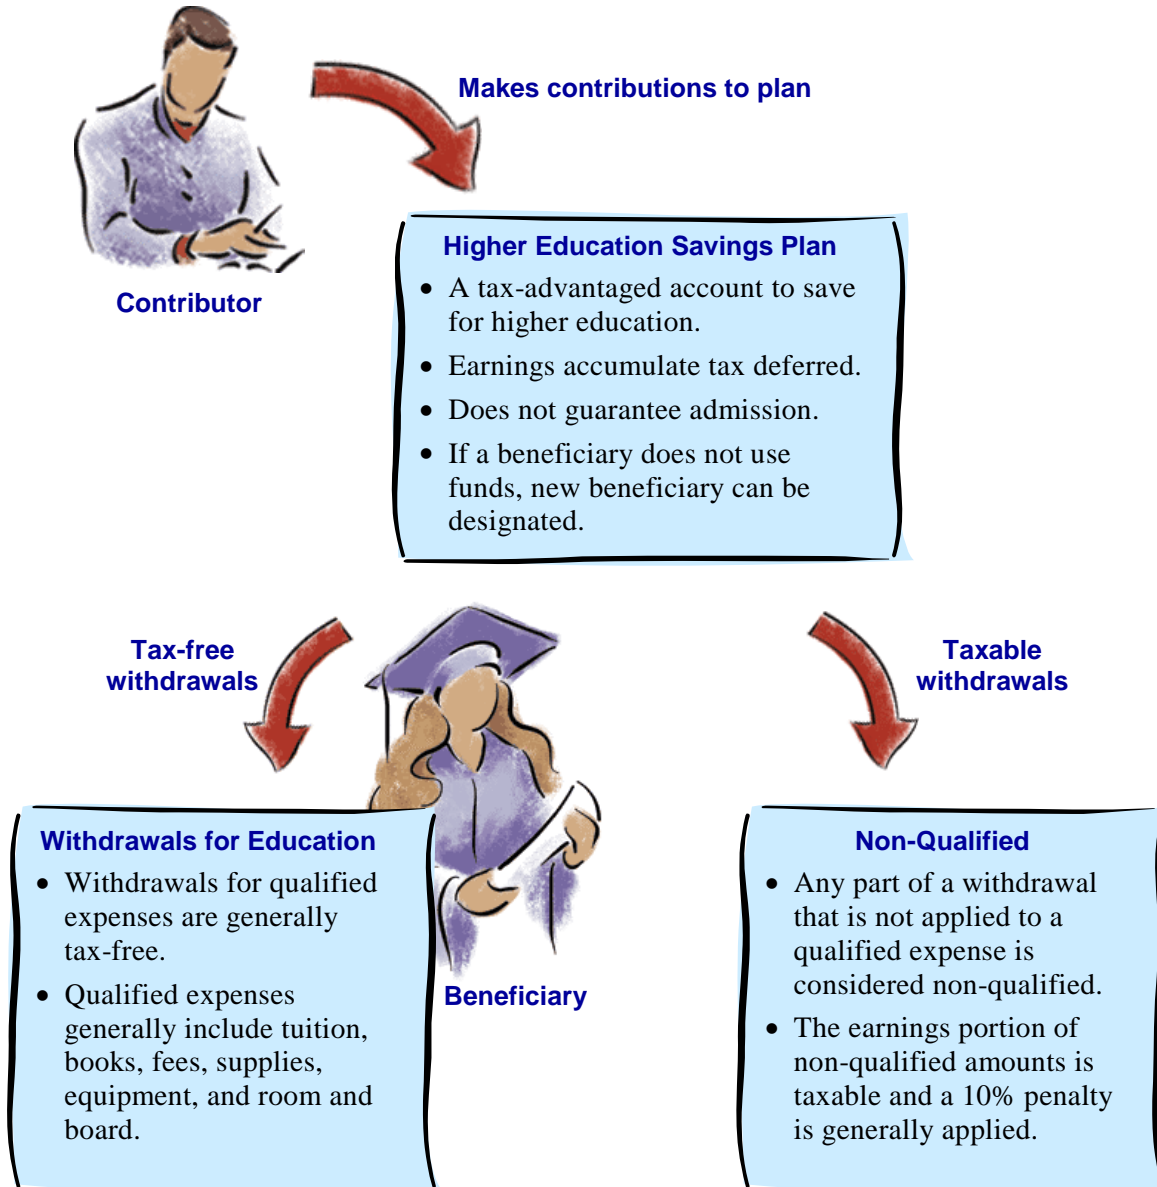 Makes contributions to plan
Contributor
Higher Education Savings Plan
• A tax-advantaged account to save
for higher education.
• Earnings accumulate tax deferred.
• Does not guarantee admission.
• If a beneficiary does not use
funds, new beneficiary can be
designated.
Tax-free
withdrawals
Taxable
withdrawals
Withdrawals for Education
• Withdrawals for qualified
expenses are generally
tax-free.
• Qualified expenses
generally include tuition,
books, fees, supplies,
equipment, and room and
board.
Beneficiary
Non-Qualified
• Any part of a withdrawal
that is not applied to a
qualified expense is
considered non-qualified.
• The earnings portion of
non-qualified amounts is
taxable and a 10% penalty
is generally applied.